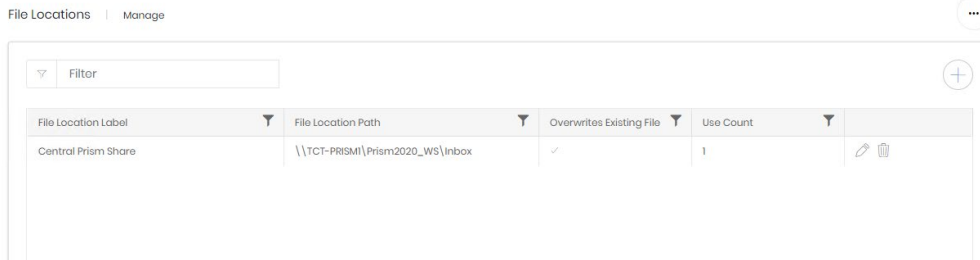 File Locations | Manage
...
Filter
File Location Label File Location Path Overwrites Existing File Use Count
Central Prism Share \\TCT-PRISM1\Prism2020_WS\Inbox 1